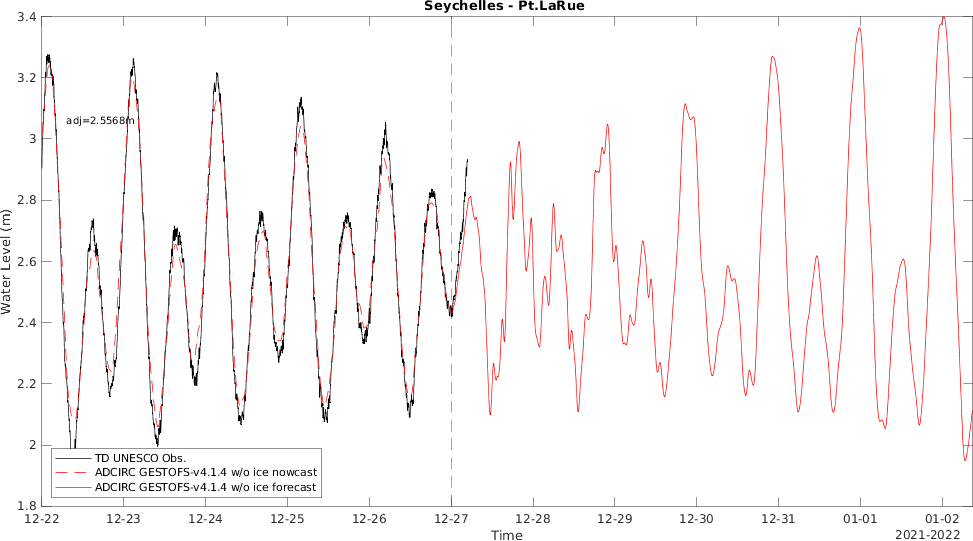 Seychelles - Pt.LaRue
3.4
3.2
3
2.8
2.6
2.4
2.2
2
1.8
Water Level (m)
adj=2.5568m
TD UNESCO Obs.
ADCIRC GESTOFS-v4.1.4 w/o ice nowcast
ADCIRC GESTOFS-v4.1.4 w/o ice forecast
12-22 12-23 12-24 12-25 12-26 12-27 12-28 12-29 12-30 12-31 01-01 01-02
Time
2021-2022